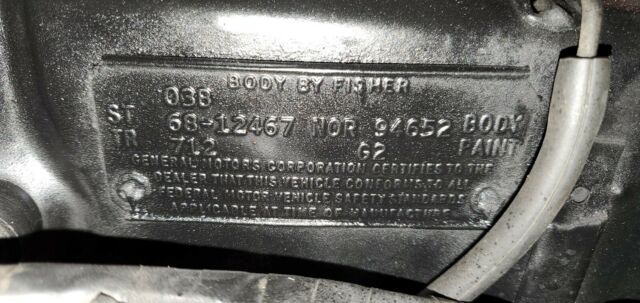 BODY BY FISHER
03B
ST 68-12467 NOR 94652 BODY
TR 712 G2 PAINT
GENERAL MOTORS CORPORATION CERTIFIES TO THE
DEALER THAT THIS VEHICLE CONFORMS TO ALL
FEDERAL MOTOR VEHICLE SAFETY STANDARDS
APPLICABLE AT TIME OF MANUFACTURE